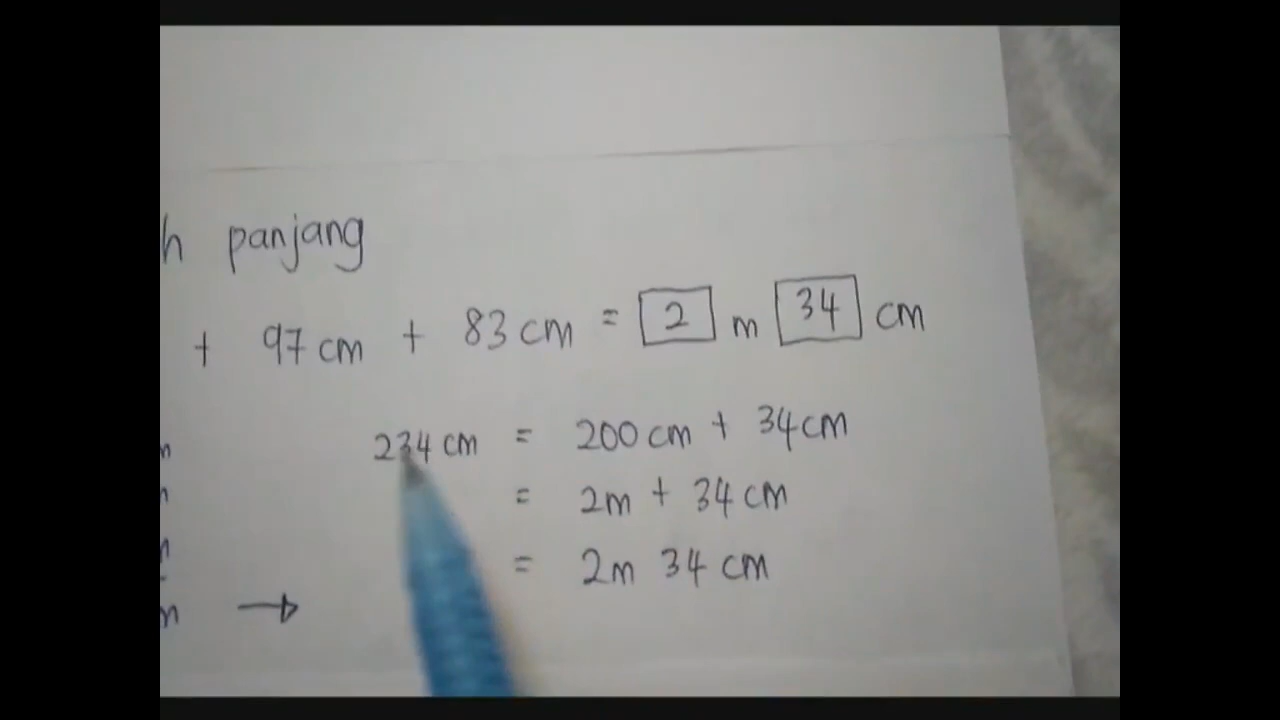 h panjang
+ 97 cm + 83 cm = 2 m 34 cm
m 234 cm = 200 cm + 34 cm
m = 2m + 34 cm
m = 2m 34 cm
m →